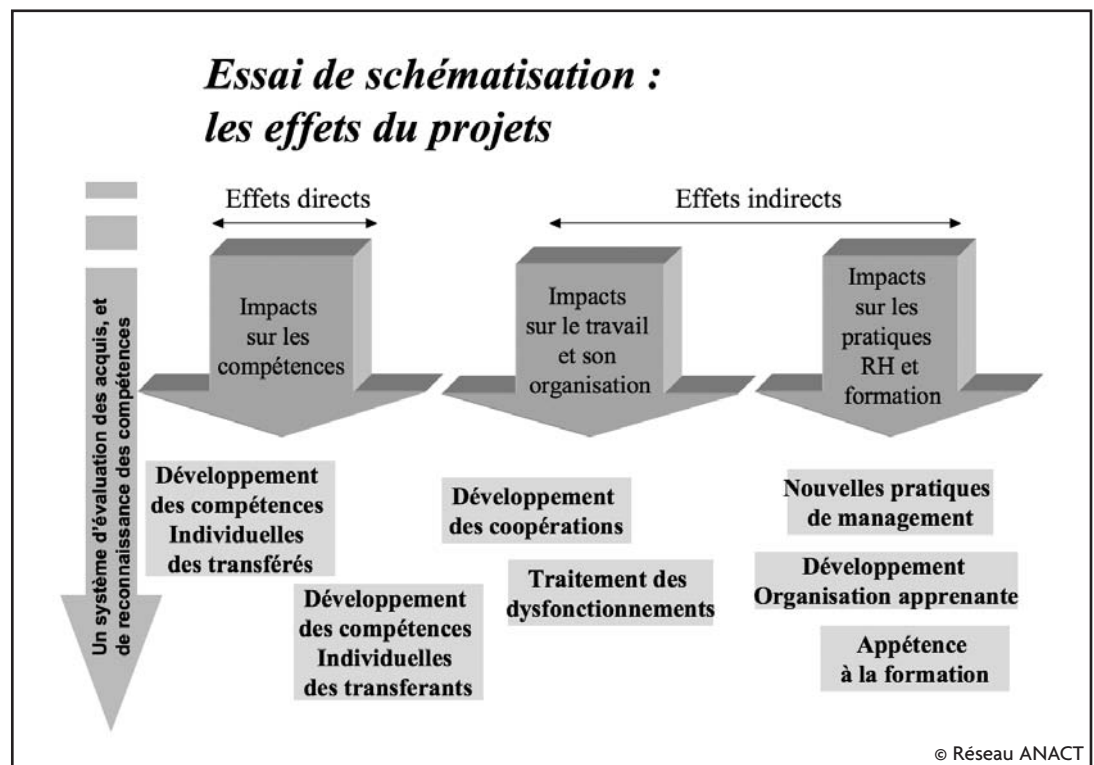 Essai de schématisation :
les effets du projets
Effets directs
Effets indirects
Un système d'évaluation des acquis, et
de reconnaissance des compétences
Impacts
sur les
compétences
Impacts
sur le travail
et son
organisation
Impacts
sur les
pratiques
RH et
formation
Développement
des compétences
Individuelles
des transférés
Développement
des compétences
Individuelles
des transferants
Développement
des coopérations
Traitement des
dysfonctionnements
Nouvelles pratiques
de management
Développement
Organisation apprenante
Appétence
à la formation
© Réseau ANACT